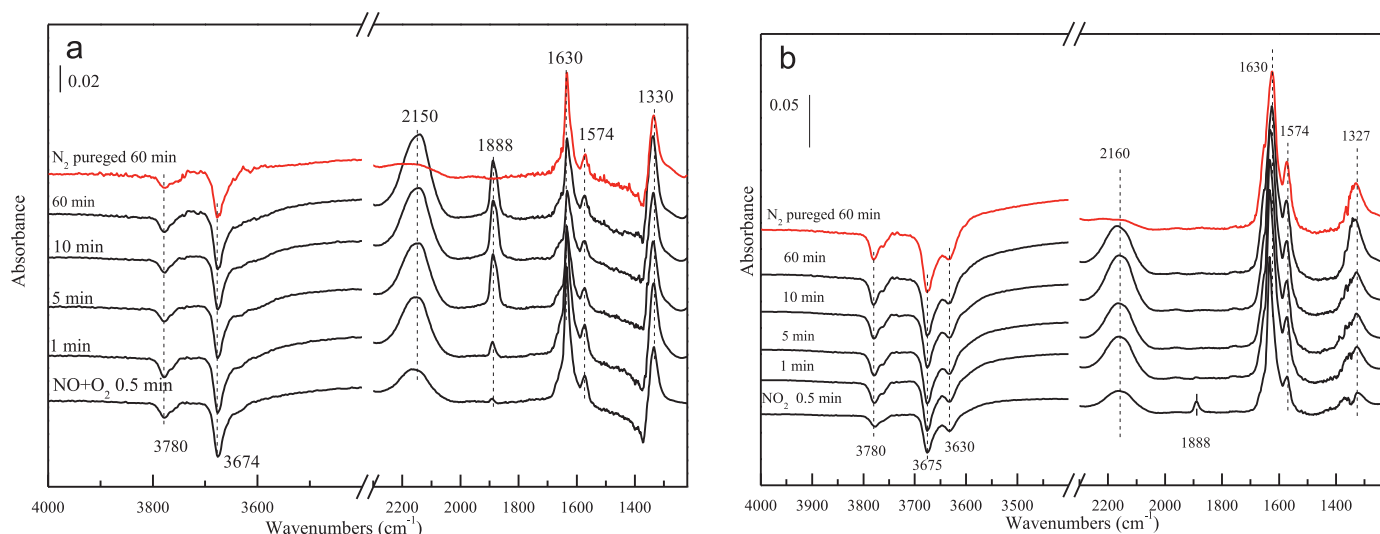 a
0.02
2150
1888
1630
1574
1330
N2 pureged 60 min
60 min
10 min
5 min
1 min
NO+O2 0.5 min
3780
3674
Absorbance
4000 3800 3600 2200 2000 1800 1600 1400
Wavenumbers (cm-1)
b
0.05
1630
1574
1327
2160
N2 pureged 60 min
60 min
10 min
5 min
1 min
NO2 0.5 min
3780
3675
3630
1888
Absorbance
4000 3900 3800 3700 3600 3500 2200 2000 1800 1600 1400
Wavenumbers (cm-1)